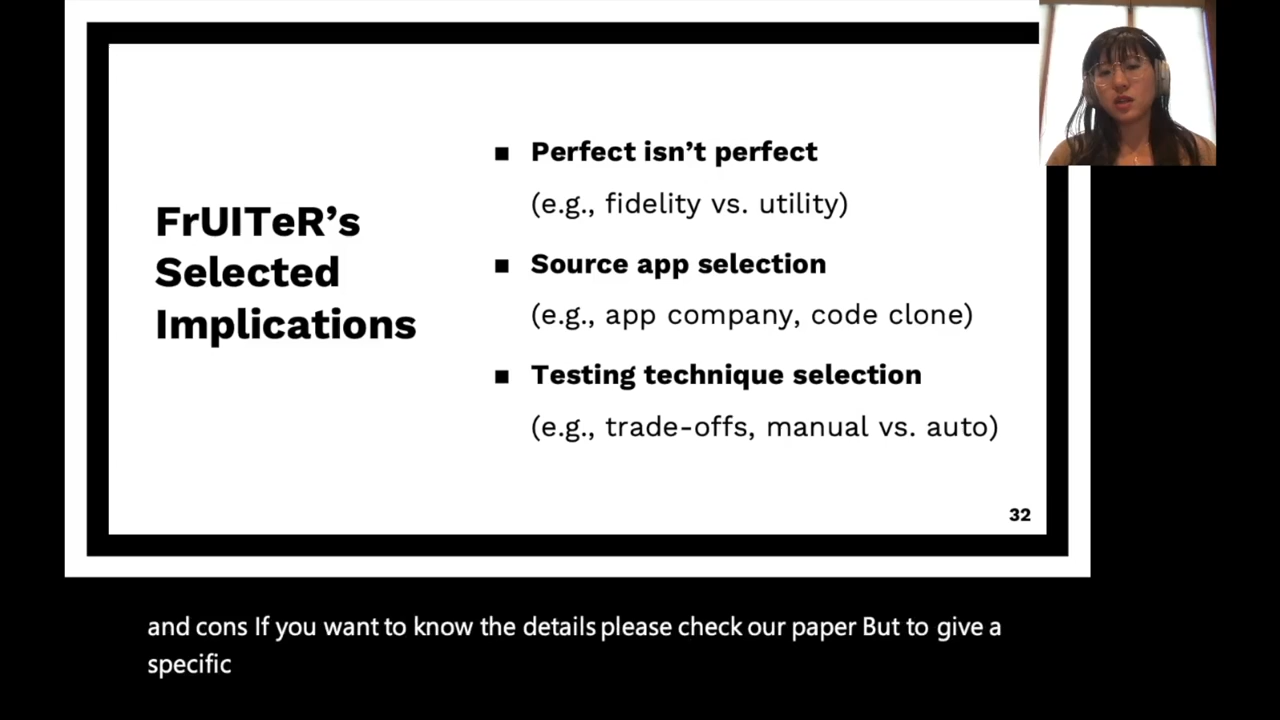 FrUITeR’s
Selected
Implications
■ Perfect isn’t perfect
(e.g., fidelity vs. utility)
■ Source app selection
(e.g., app company, code clone)
■ Testing technique selection
(e.g., trade-offs, manual vs. auto)
32
and cons If you want to know the details please check our paper But to give a
specific